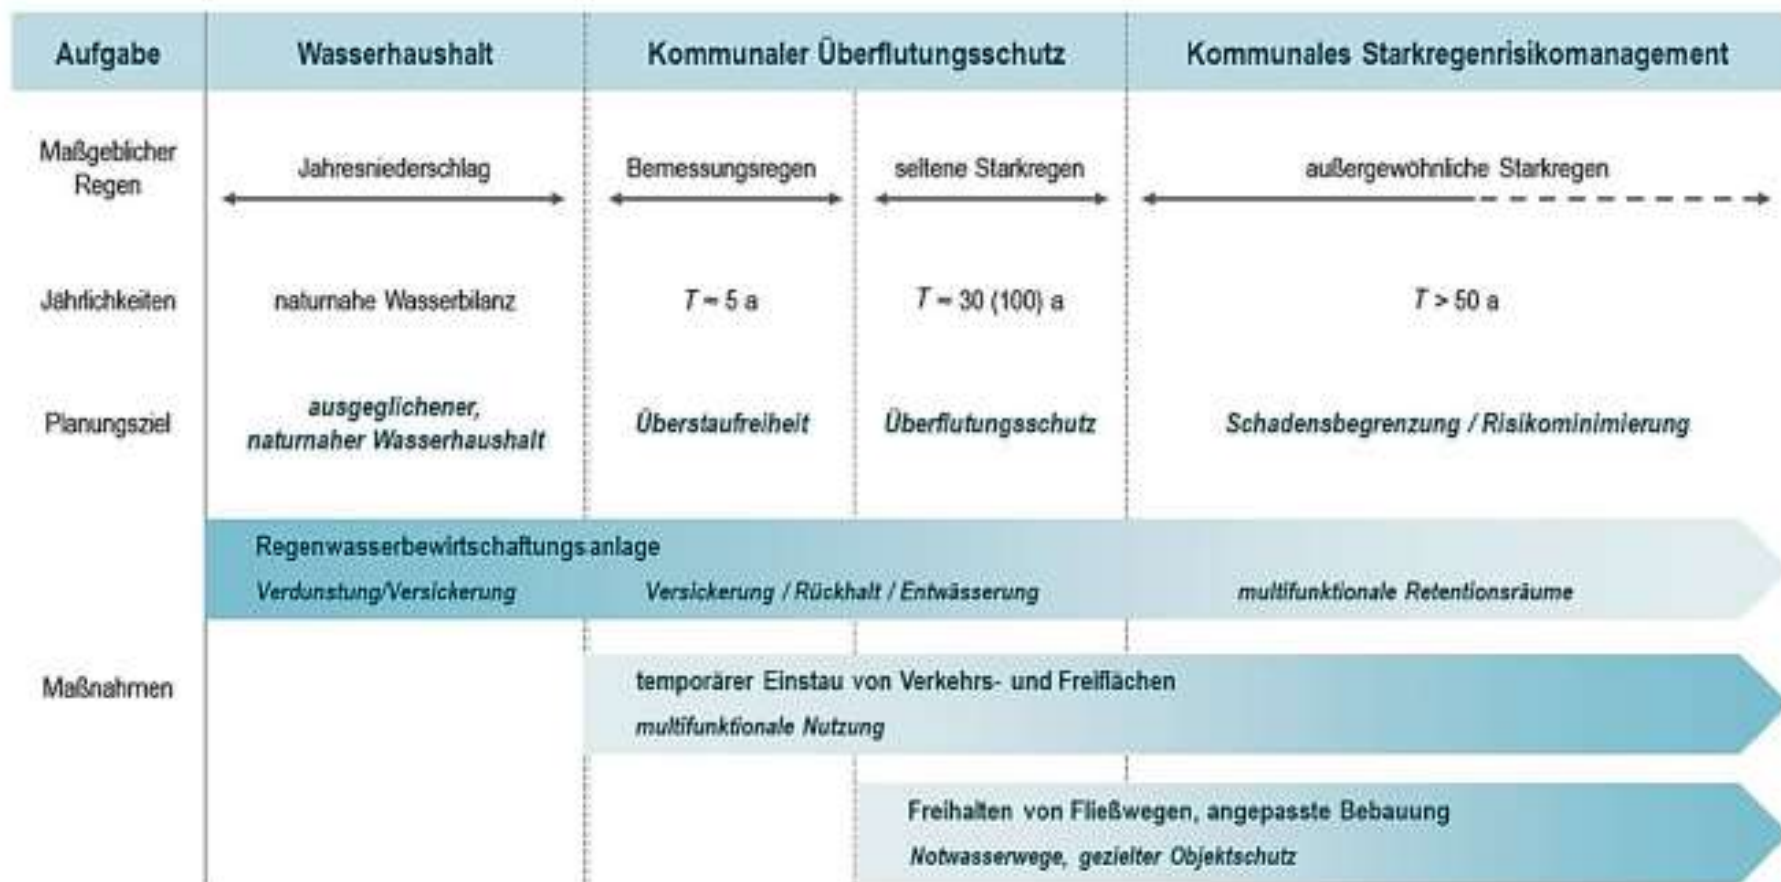 Aufgabe
Wasserhaushalt
Kommunaler Überflutungsschutz
Kommunales Starkregenrisikomanagement
Maßgeblicher
Regen
Jahresniederschlag
Bemessungsregen
seltene Starkregen
außergewöhnliche Starkregen
Jährlichkeiten
naturnahe Wasserbilanz
T ≈ 5 a
T ≈ 30 (100) a
T > 50 a
Planungsziel
ausgeglichener,
naturnaher Wasserhaushalt
Überstaufreiheit
Überflutungsschutz
Schadensbegrenzung / Risikominimierung
Maßnahmen
Regenwasserbewirtschaftungsanlage
Verdunstung/Versickerung
Versickerung / Rückhalt / Entwässerung
multifunktionale Retentionsräume
temporärer Einstau von Verkehrs- und Freiflächen
multifunktionale Nutzung
Freihalten von Fließwegen, angepasste Bebauung
Notwasserwege, gezielter Objektschutz